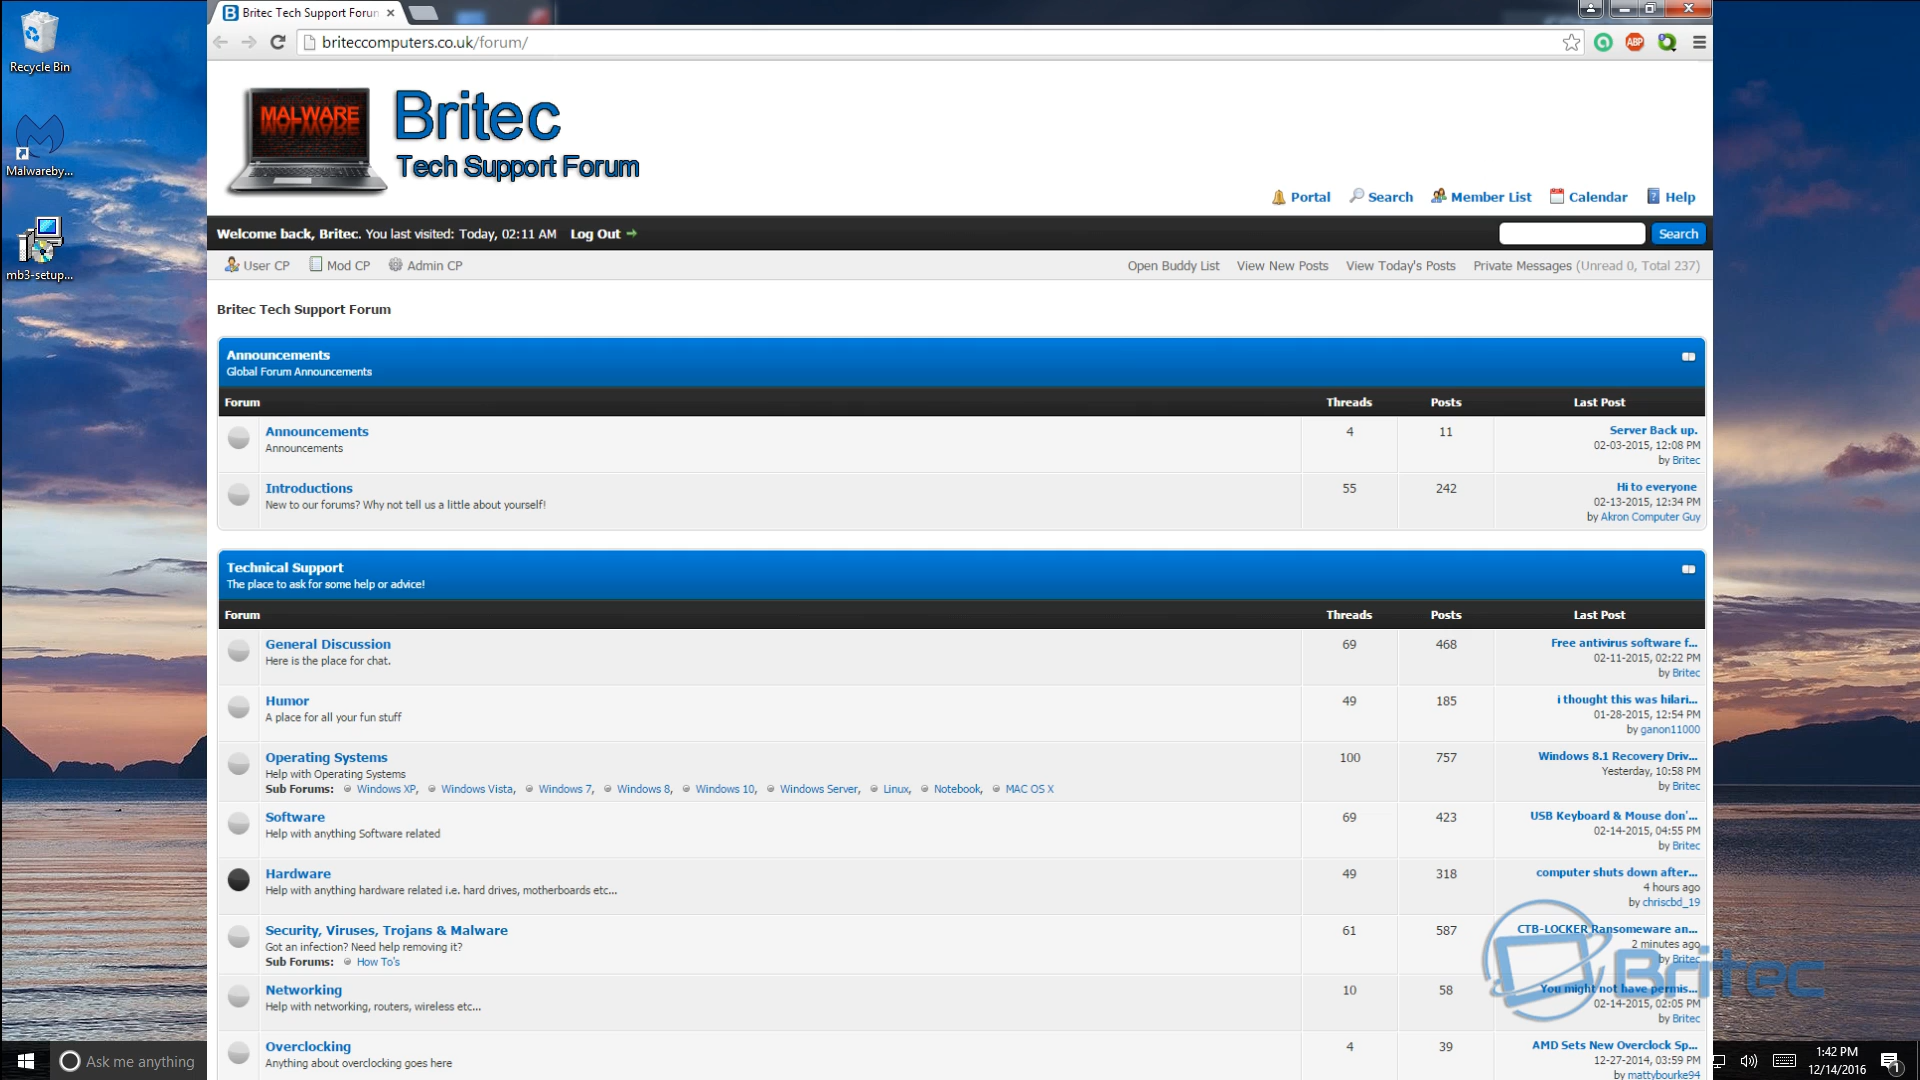 Recycle Bin
Malwareby...
mb3-setup...
Britec Tech Support Forum
briteccomputers.co.uk/forum/
MALWARE
Britec
Tech Support Forum
Portal Search Member List Calendar Help
Welcome back, Britec. You last visited: Today, 02:11 AM Log Out
Search
User CP Mod CP Admin CP
Open Buddy List View New Posts View Today's Posts Private Messages (Unread 0, Total 237)
Britec Tech Support Forum
Announcements
Global Forum Announcements
Forum Threads Posts Last Post
Announcements 4 11 Server Back up.
Announcements 02-03-2015, 12:08 PM
by Britec
Introductions 55 242 Hi to everyone
New to our forums? Why not tell us a little about yourself! 02-13-2015, 12:34 PM
by Akron Computer Guy
Technical Support
The place to ask for some help or advice!
Forum Threads Posts Last Post
General Discussion 69 468 Free antivirus software f...
Here is the place for chat. 02-11-2015, 02:22 PM
by Britec
Humor 49 185 i thought this was hilari...
A place for all your fun stuff 01-28-2015, 12:54 PM
by ganon11000
Operating Systems 100 757 Windows 8.1 Recovery Driv...
Help with Operating Systems Yesterday, 10:58 PM
Sub Forums: Windows XP, Windows Vista, Windows 7, Windows 8, Windows 10, Windows Server, Linux, Notebook, MAC OS X by Britec
Software 69 423 USB Keyboard & Mouse don'...
Help with anything Software related 02-14-2015, 04:55 PM
by Britec
Hardware 49 318 computer shuts down after...
Help with anything hardware related i.e. hard drives, motherboards etc... 4 hours ago
by chriscbd_19
Security, Viruses, Trojans & Malware 61 587 CTB-LOCKER Ransomeware an...
Got an infection? Need help removing it? 2 minutes ago
Sub Forums: How To's by Britec
Networking 10 58 You might not have permis...
Help with networking, routers, wireless etc... 02-14-2015, 02:05 PM
by Britec
Overclocking 4 39 AMD Sets New Overclock Sp...
Anything about overclocking goes here 12-27-2014, 03:59 PM
by mattybourke94
Britec
Ask me anything
1:42 PM
12/14/2016
1
ABP